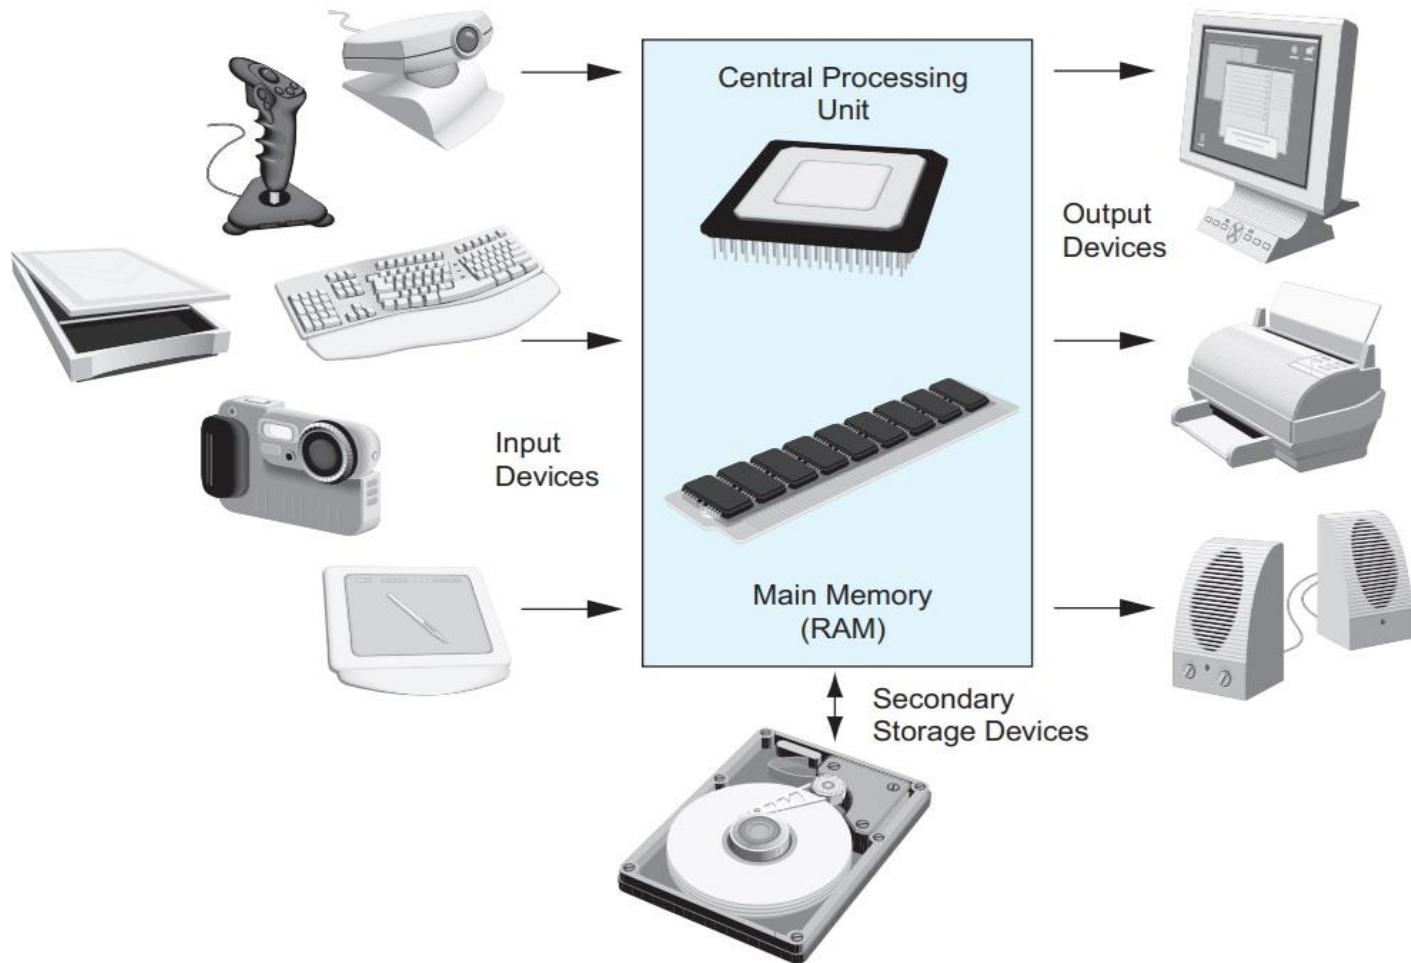 Central Processing
Unit
Output
Devices
Input
Devices
Main Memory
(RAM)
Secondary
Storage Devices